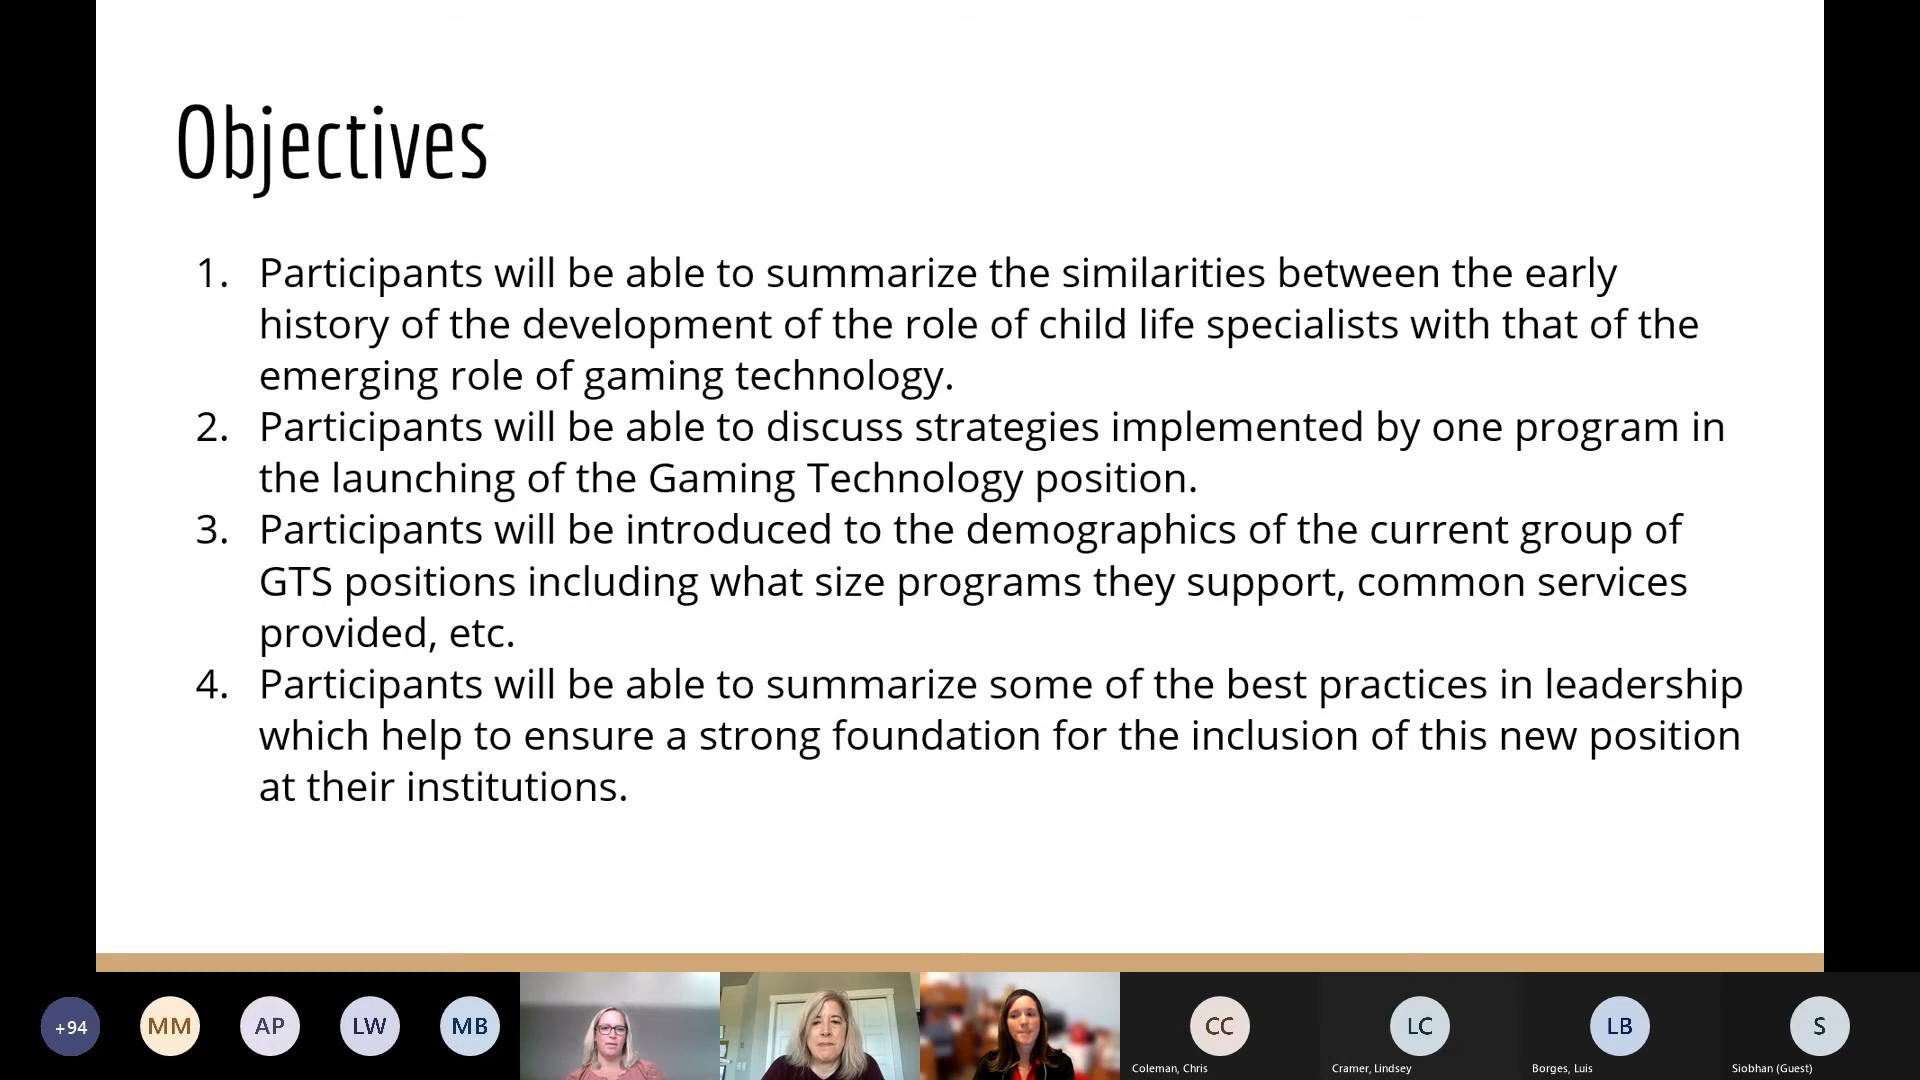 Objectives
1. Participants will be able to summarize the similarities between the early
history of the development of the role of child life specialists with that of the
emerging role of gaming technology.
2. Participants will be able to discuss strategies implemented by one program in
the launching of the Gaming Technology position.
3. Participants will be introduced to the demographics of the current group of
GTS positions including what size programs they support, common services
provided, etc.
4. Participants will be able to summarize some of the best practices in leadership
which help to ensure a strong foundation for the inclusion of this new position
at their institutions.
+94 MM AP LW MB CC LC LB S
Coleman, Chris Cramer, Lindsey Borges, Luis Siobhan (Guest)